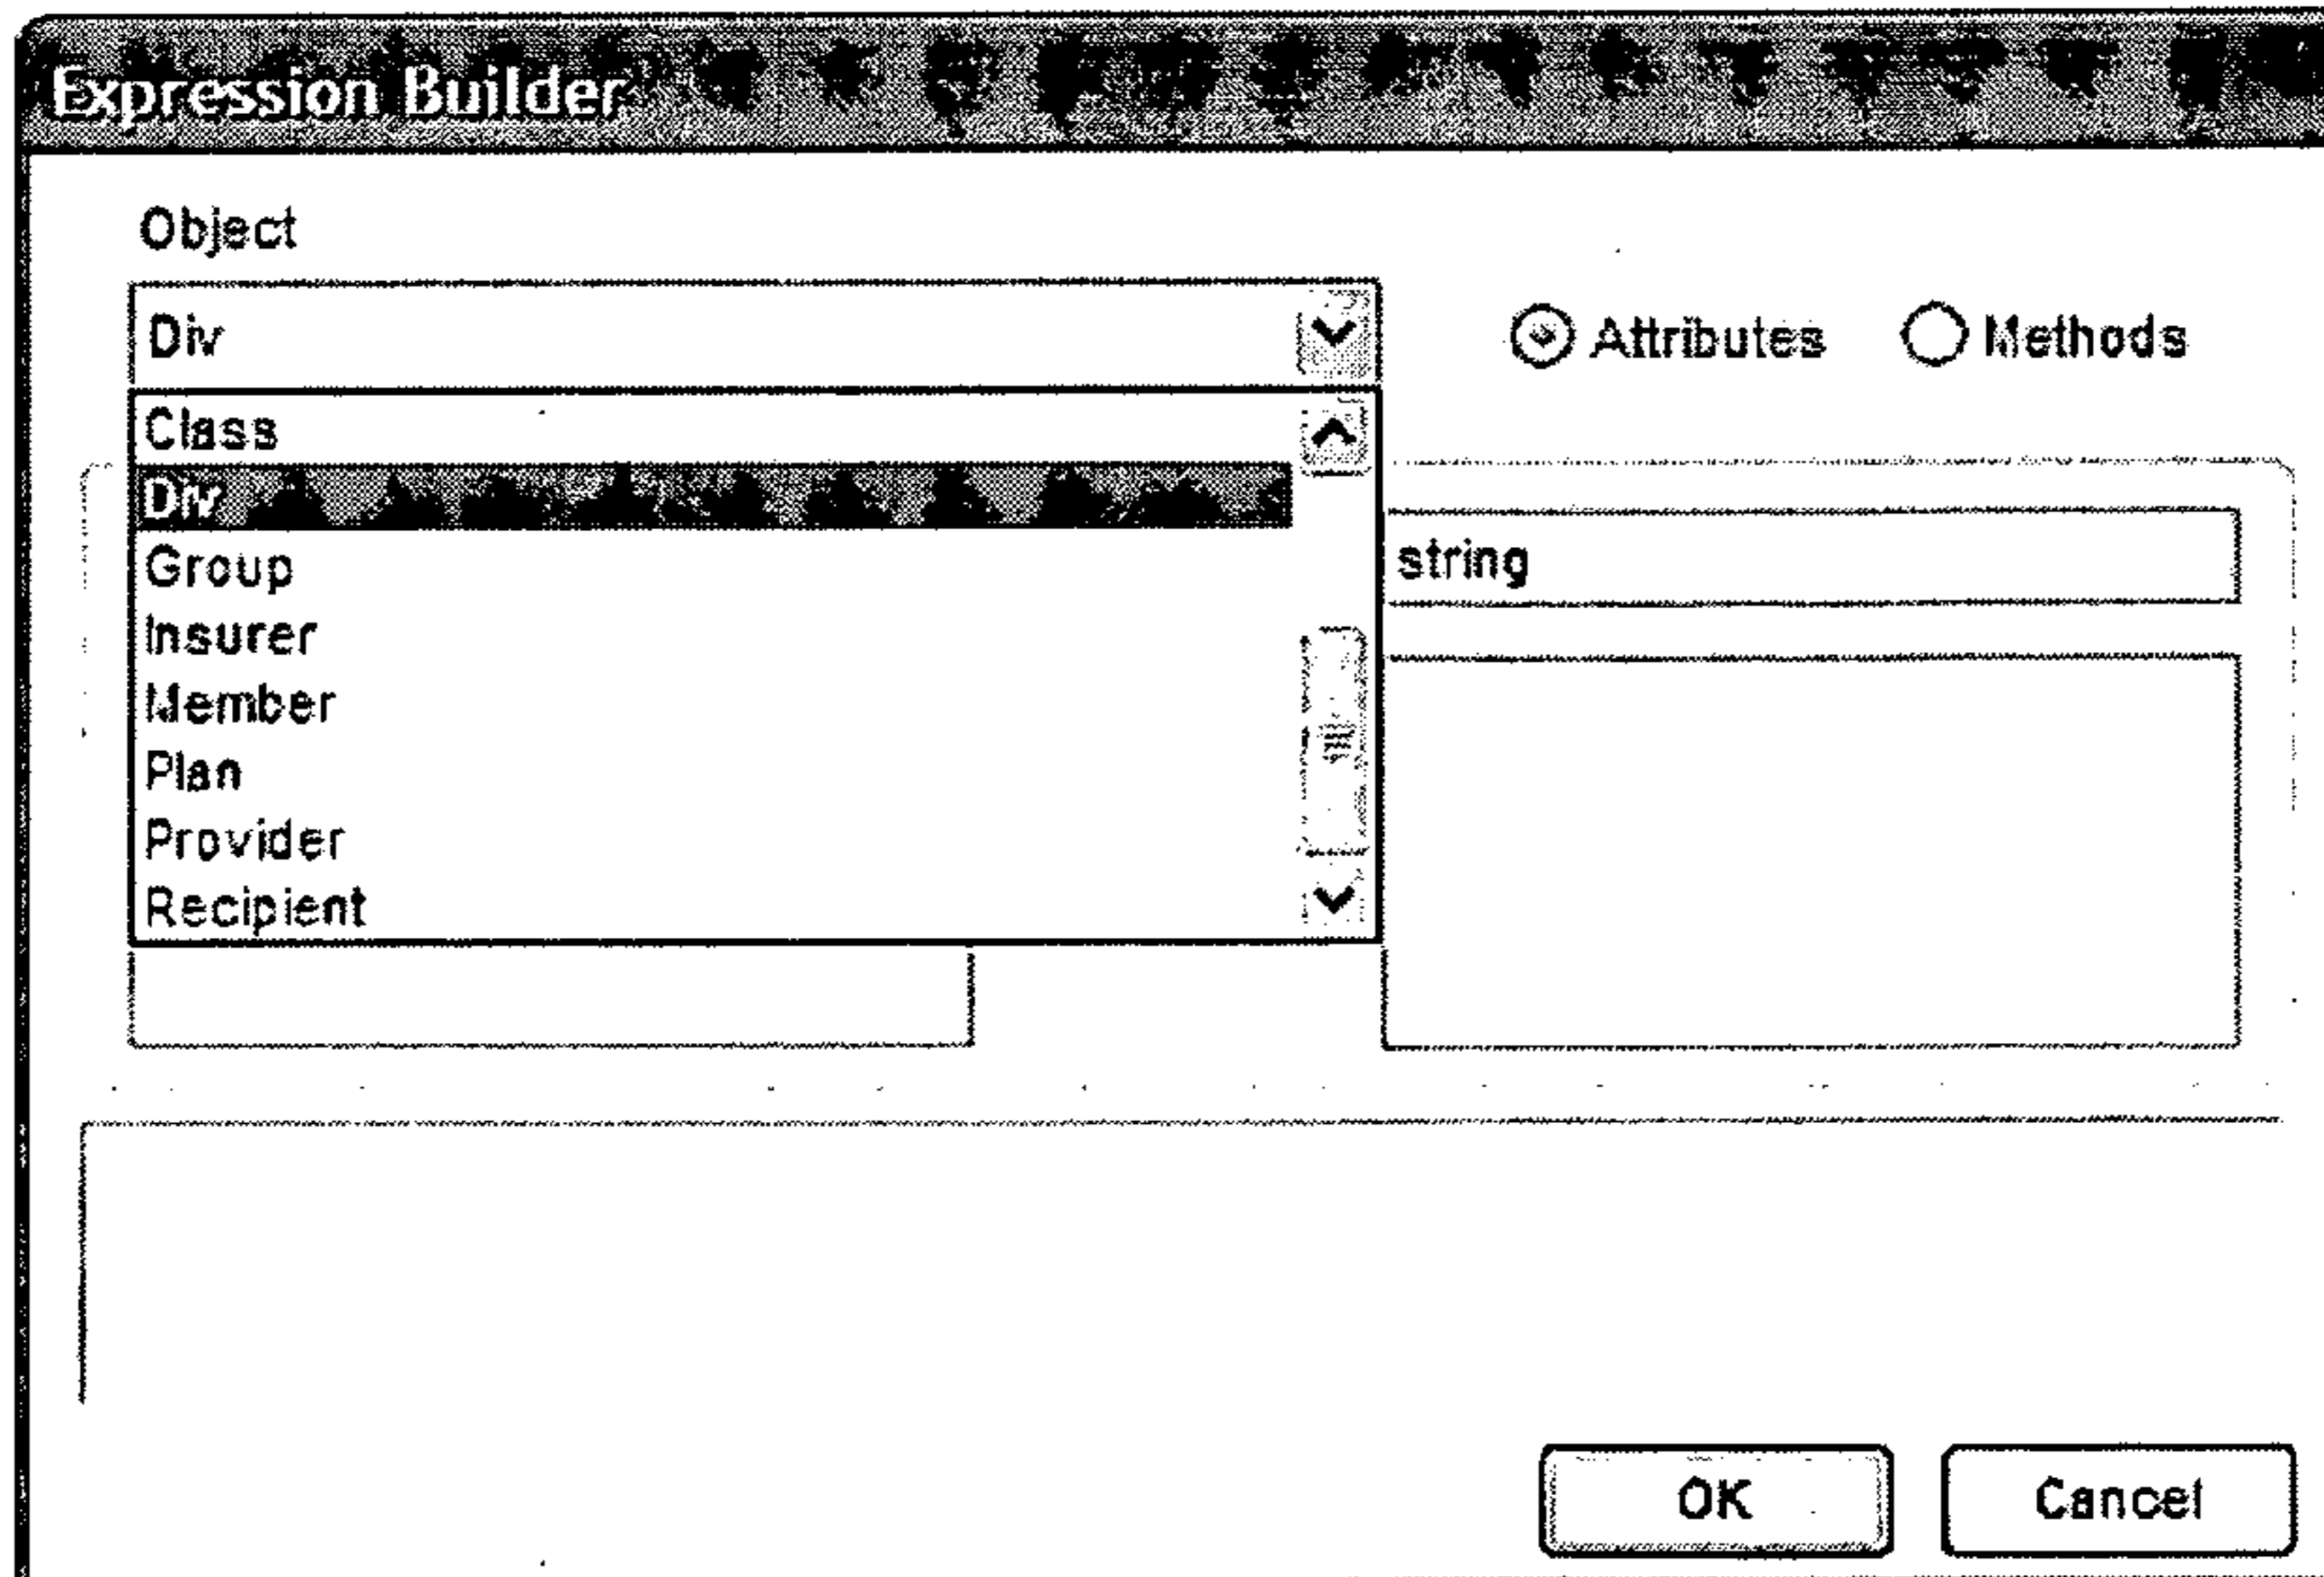 Expression Builder
Object
Div
Attributes Methods
Class
Div
Group
string
Insurer
Member
Plan
Provider
Recipient
OK Cancel